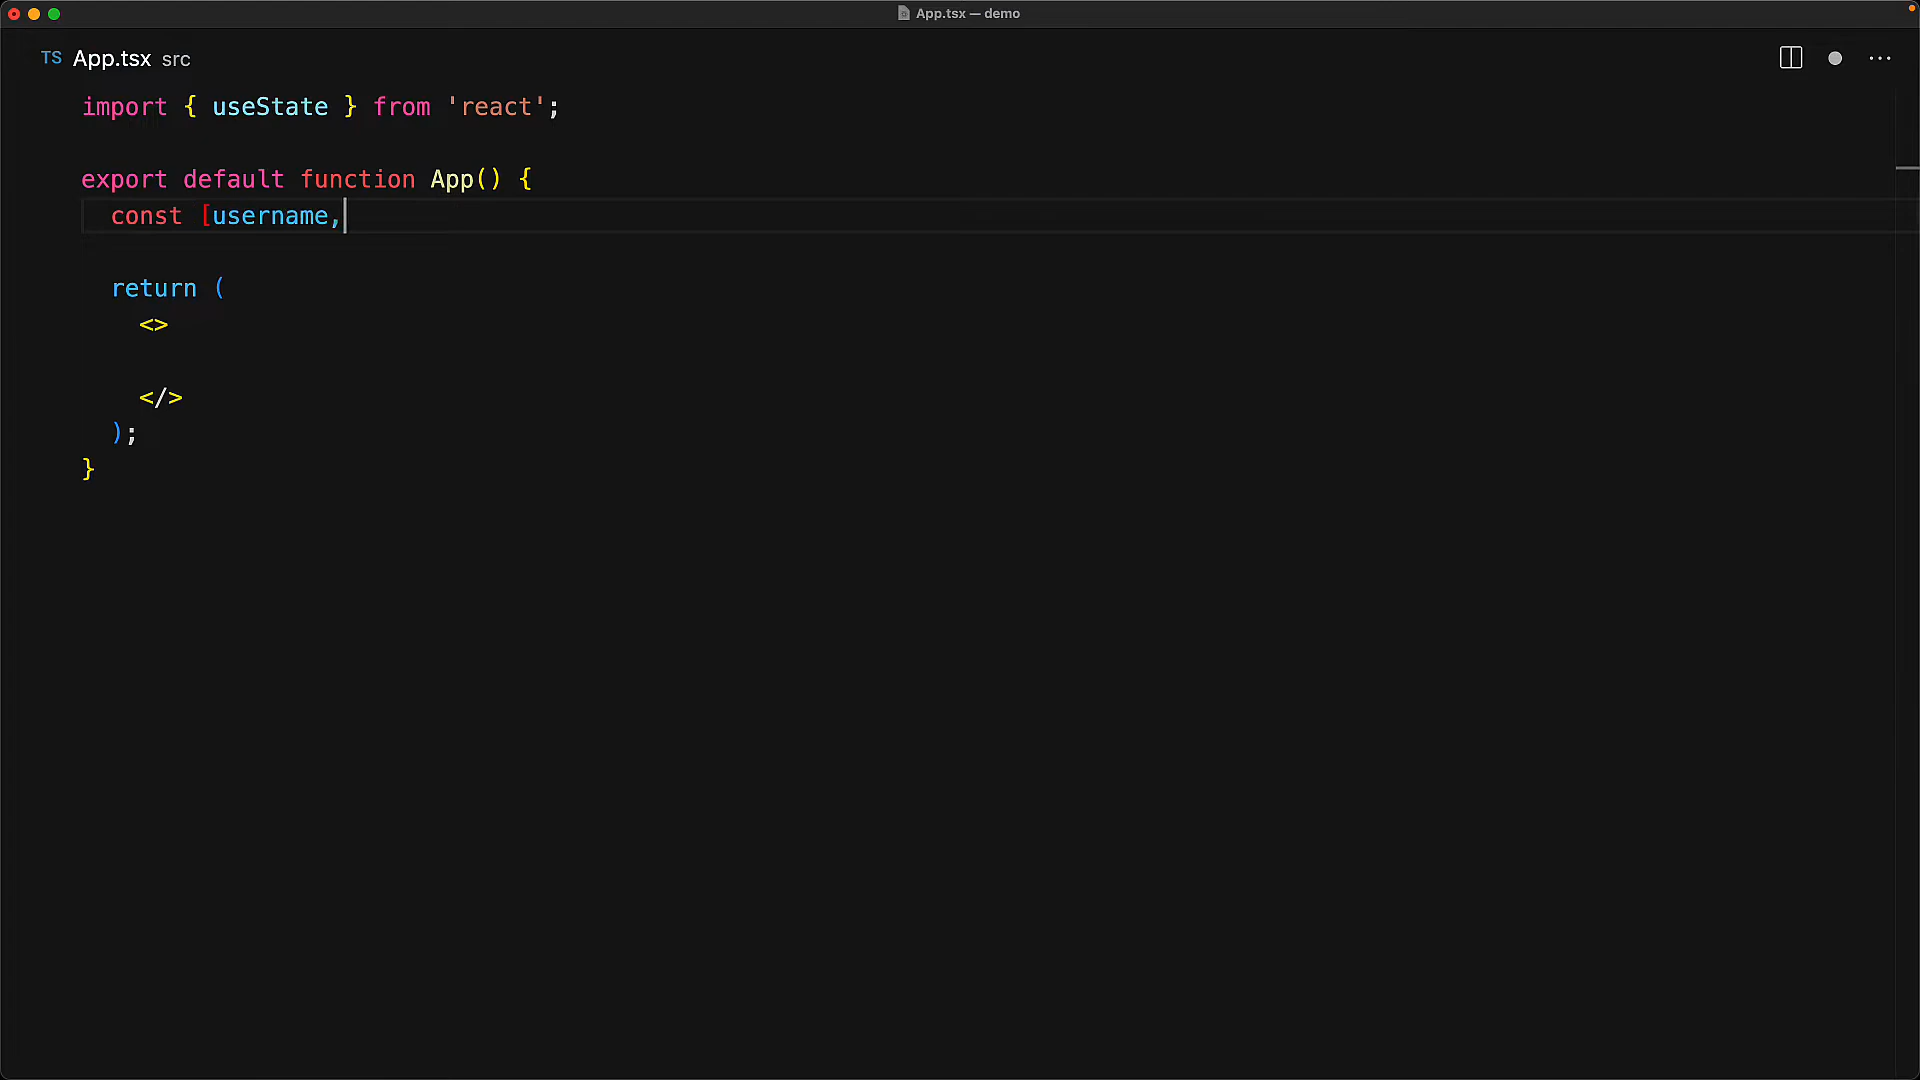 App.tsx — demo
TS App.tsx src
import { useState } from 'react';
export default function App() {
const [username,
return (
<>
</>
);
}